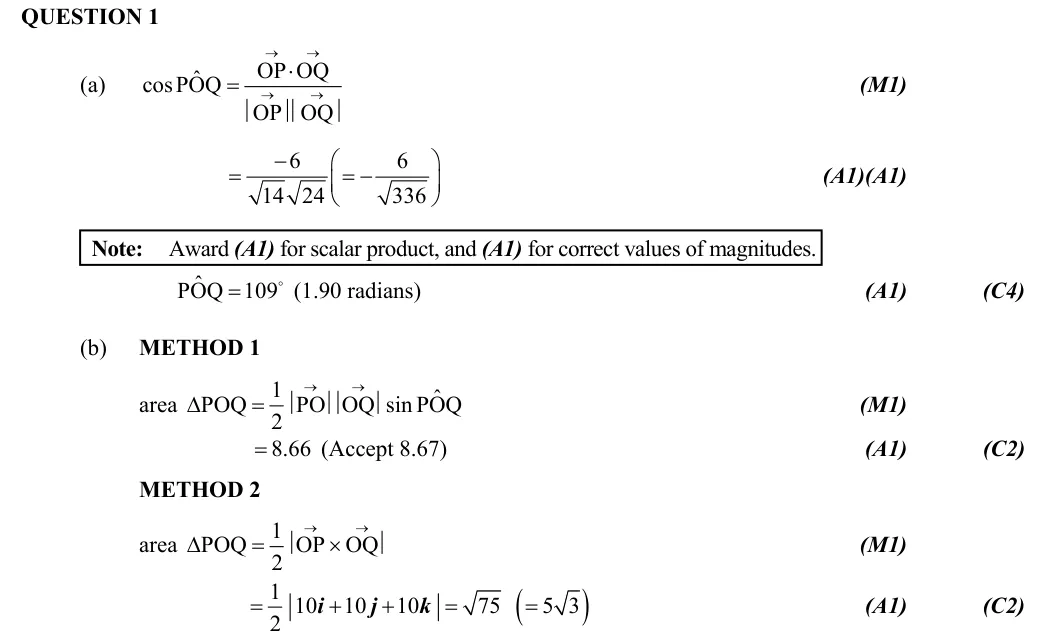 QUESTION 1
(a) cos PÔQ = (OP→ · OQ→) / (|OP→| |OQ→|) (M1)
= −6 / (√14 √24) (= − 6 / √336) (A1)(A1)
Note: Award (A1) for scalar product, and (A1) for correct values of magnitudes.
PÔQ = 109° (1.90 radians) (A1) (C4)
(b) METHOD 1
area ΔPOQ = 1/2 |PO→| |OQ→| sin PÔQ (M1)
= 8.66 (Accept 8.67) (A1) (C2)
METHOD 2
area ΔPOQ = 1/2 |OP→ × OQ→| (M1)
= 1/2 |10i + 10j + 10k| = √75 (= 5√3) (A1) (C2)